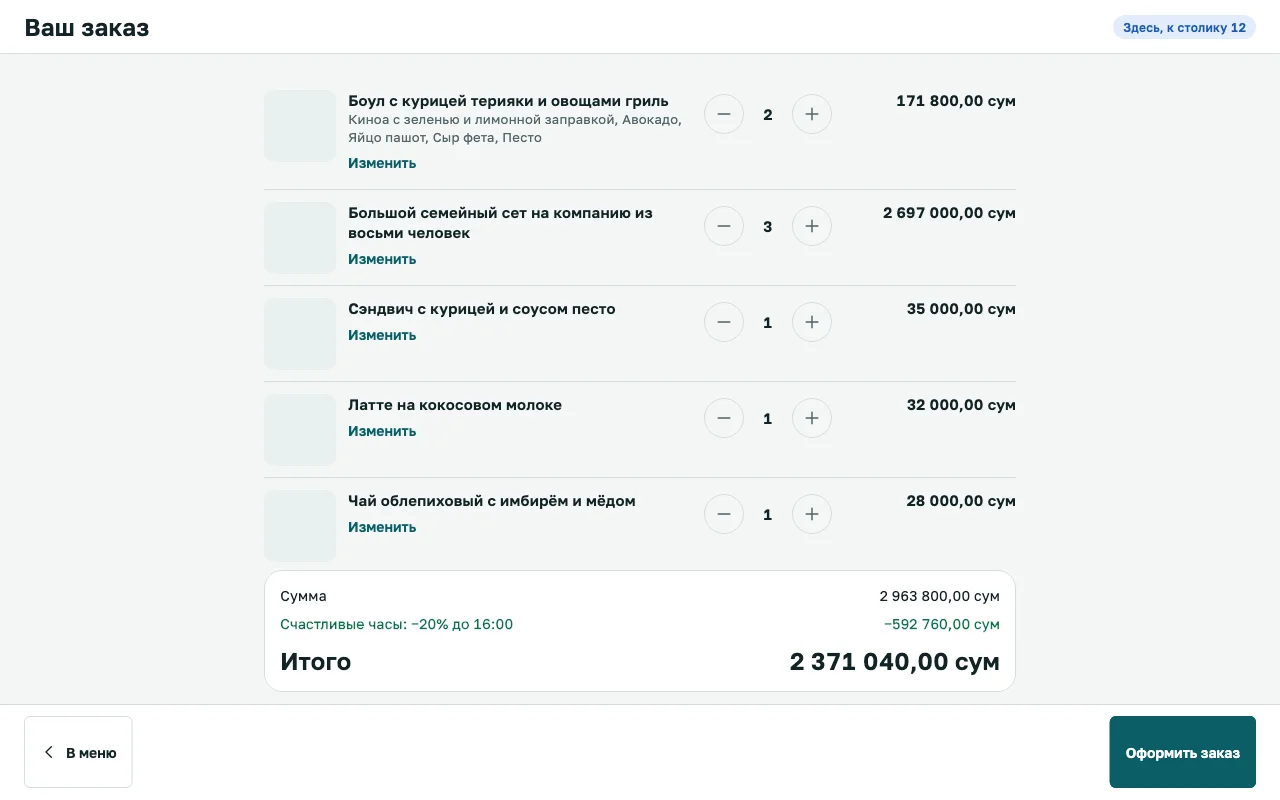 Ваш заказ
Здесь, к столику 12
Боул с курицей терияки и овощами гриль
Киноа с зеленью и лимонной заправкой, Авокадо,
Яйцо пашот, Сыр фета, Песто
Изменить
2
171 800,00 сум
Большой семейный сет на компанию из
восьми человек
Изменить
3
2 697 000,00 сум
Сэндвич с курицей и соусом песто
Изменить
1
35 000,00 сум
Латте на кокосовом молоке
Изменить
1
32 000,00 сум
Чай облепиховый с имбирём и мёдом
Изменить
1
28 000,00 сум
Сумма
2 963 800,00 сум
Счастливые часы: −20% до 16:00
−592 760,00 сум
Итого
2 371 040,00 сум
В меню
Оформить заказ